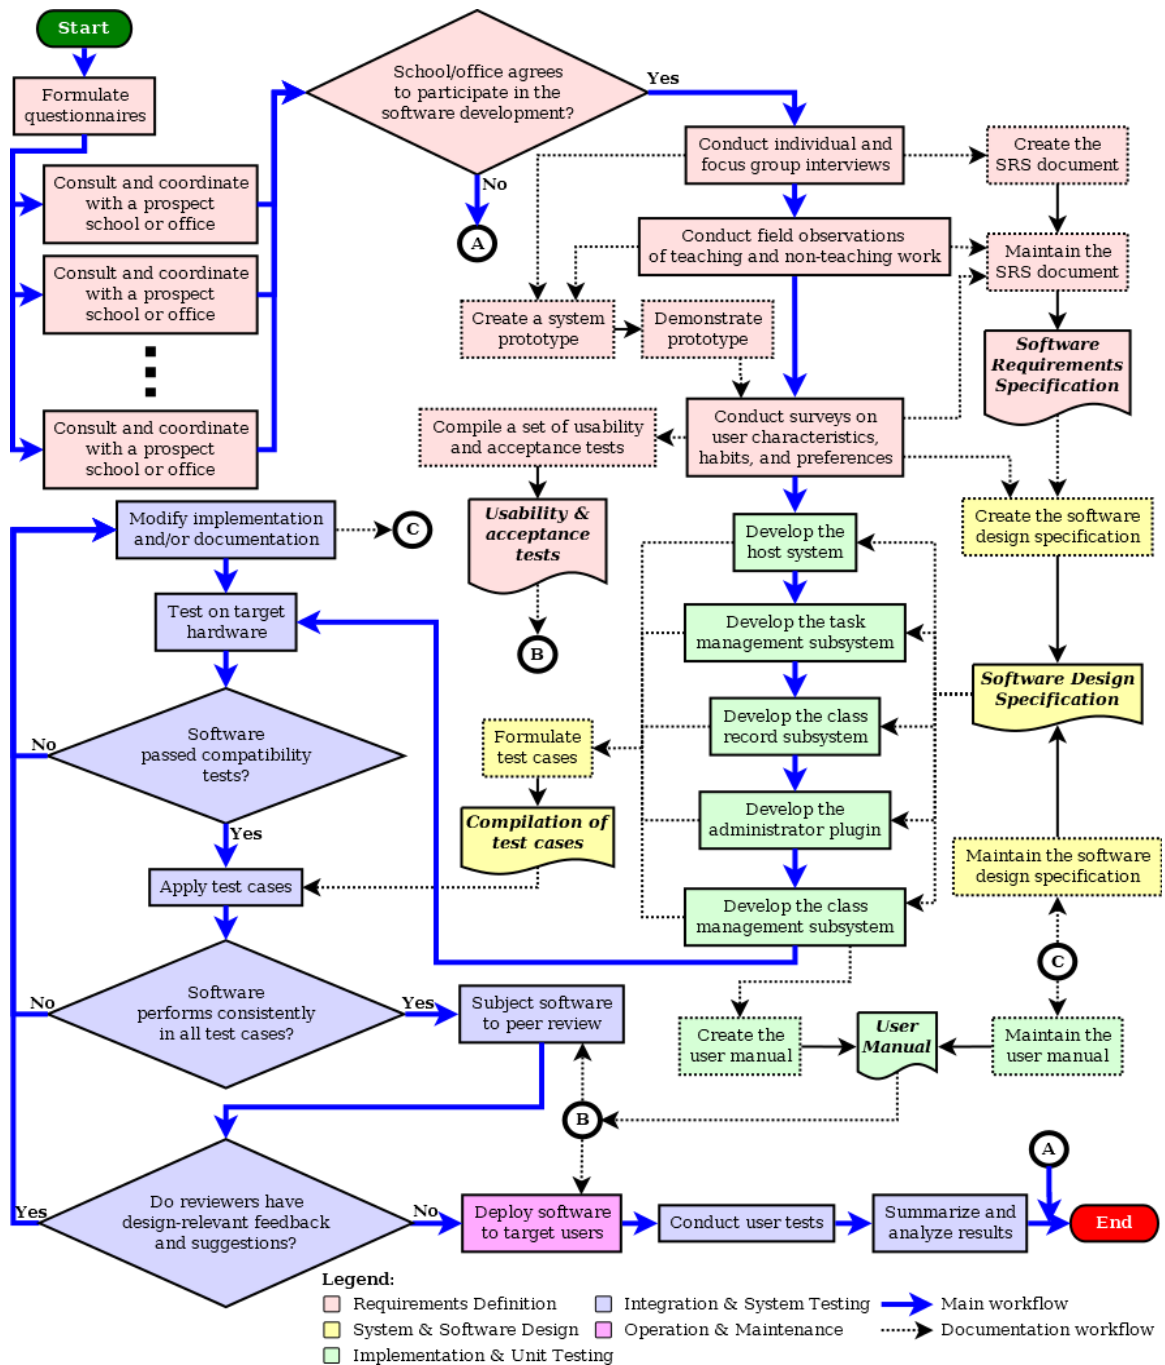 Start
Formulate
questionnaires
School/office agrees
to participate in the
software development?
Yes
No
A
Consult and coordinate
with a prospect
school or office
Consult and coordinate
with a prospect
school or office
Consult and coordinate
with a prospect
school or office
Conduct individual and
focus group interviews
Create the
SRS document
Conduct field observations
of teaching and non-teaching work
Maintain the
SRS document
Create a system
prototype
Demonstrate
prototype
Software
Requirements
Specification
Conduct surveys on
user characteristics,
habits, and preferences
Compile a set of usability
and acceptance tests
Usability &
acceptance
tests
B
Modify implementation
and/or documentation
C
Develop the
host system
Create the software
design specification
Test on target
hardware
Develop the task
management subsystem
Software Design
Specification
Software
passed compatibility
tests?
No
Yes
Formulate
test cases
Develop the class
record subsystem
Compilation of
test cases
Develop the
administrator plugin
Maintain the software
design specification
Apply test cases
Develop the class
management subsystem
C
Software
performs consistently
in all test cases?
No
Yes
Subject software
to peer review
Create the
user manual
User
Manual
Maintain the
user manual
B
A
Do reviewers have
design-relevant feedback
and suggestions?
Yes
No
Deploy software
to target users
Conduct user tests
Summarize and
analyze results
End
Legend:
Requirements Definition
System & Software Design
Implementation & Unit Testing
Integration & System Testing
Operation & Maintenance
Main workflow
Documentation workflow